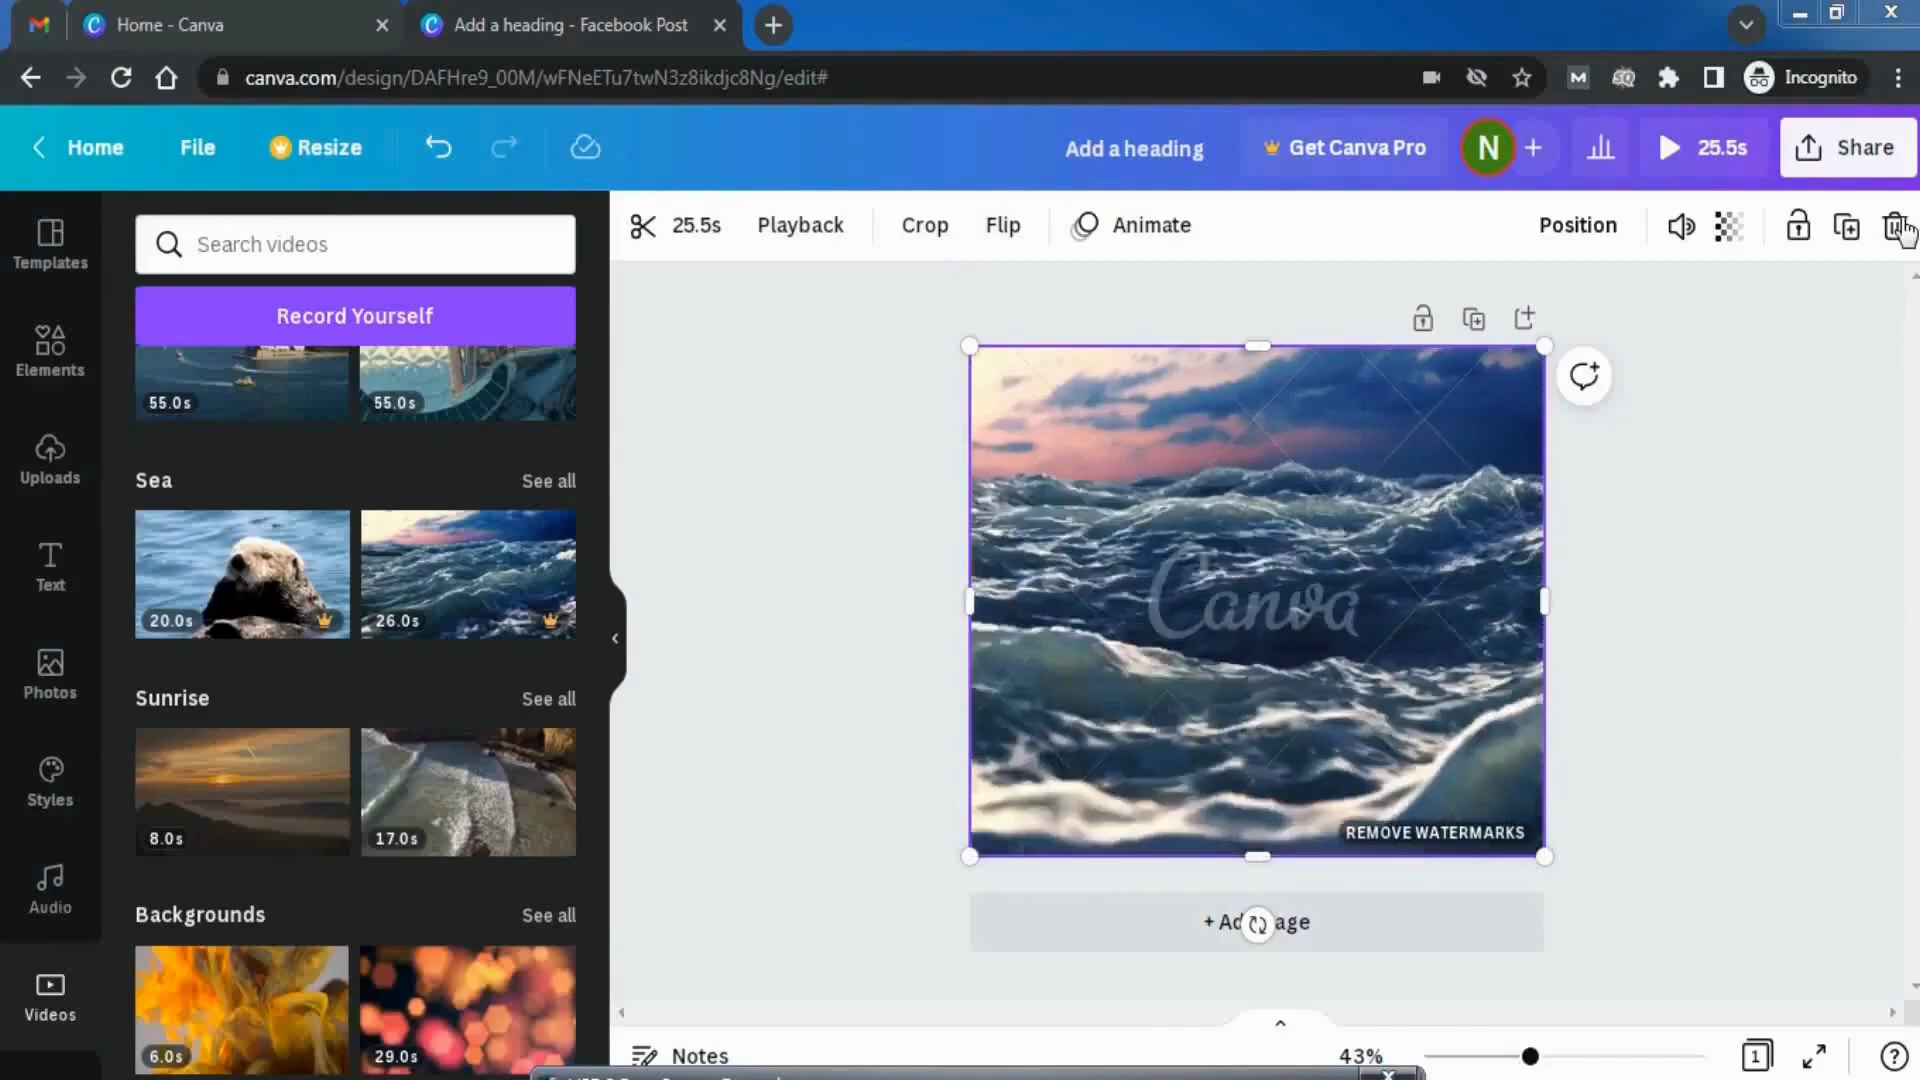 Home - Canva
Add a heading - Facebook Post
canva.com/design/DAFHre9_00M/wFNeETu7twN3z8ikdjc8Ng/edit#
Incognito
Home
File
Resize
Add a heading
Get Canva Pro
N
25.5s
Share
Templates
Elements
Uploads
Text
Photos
Styles
Audio
Videos
Search videos
Record Yourself
55.0s
55.0s
Sea
See all
20.0s
26.0s
Sunrise
See all
8.0s
17.0s
Backgrounds
See all
6.0s
29.0s
25.5s
Playback
Crop
Flip
Animate
Position
Canva
REMOVE WATERMARKS
Notes
43%
1